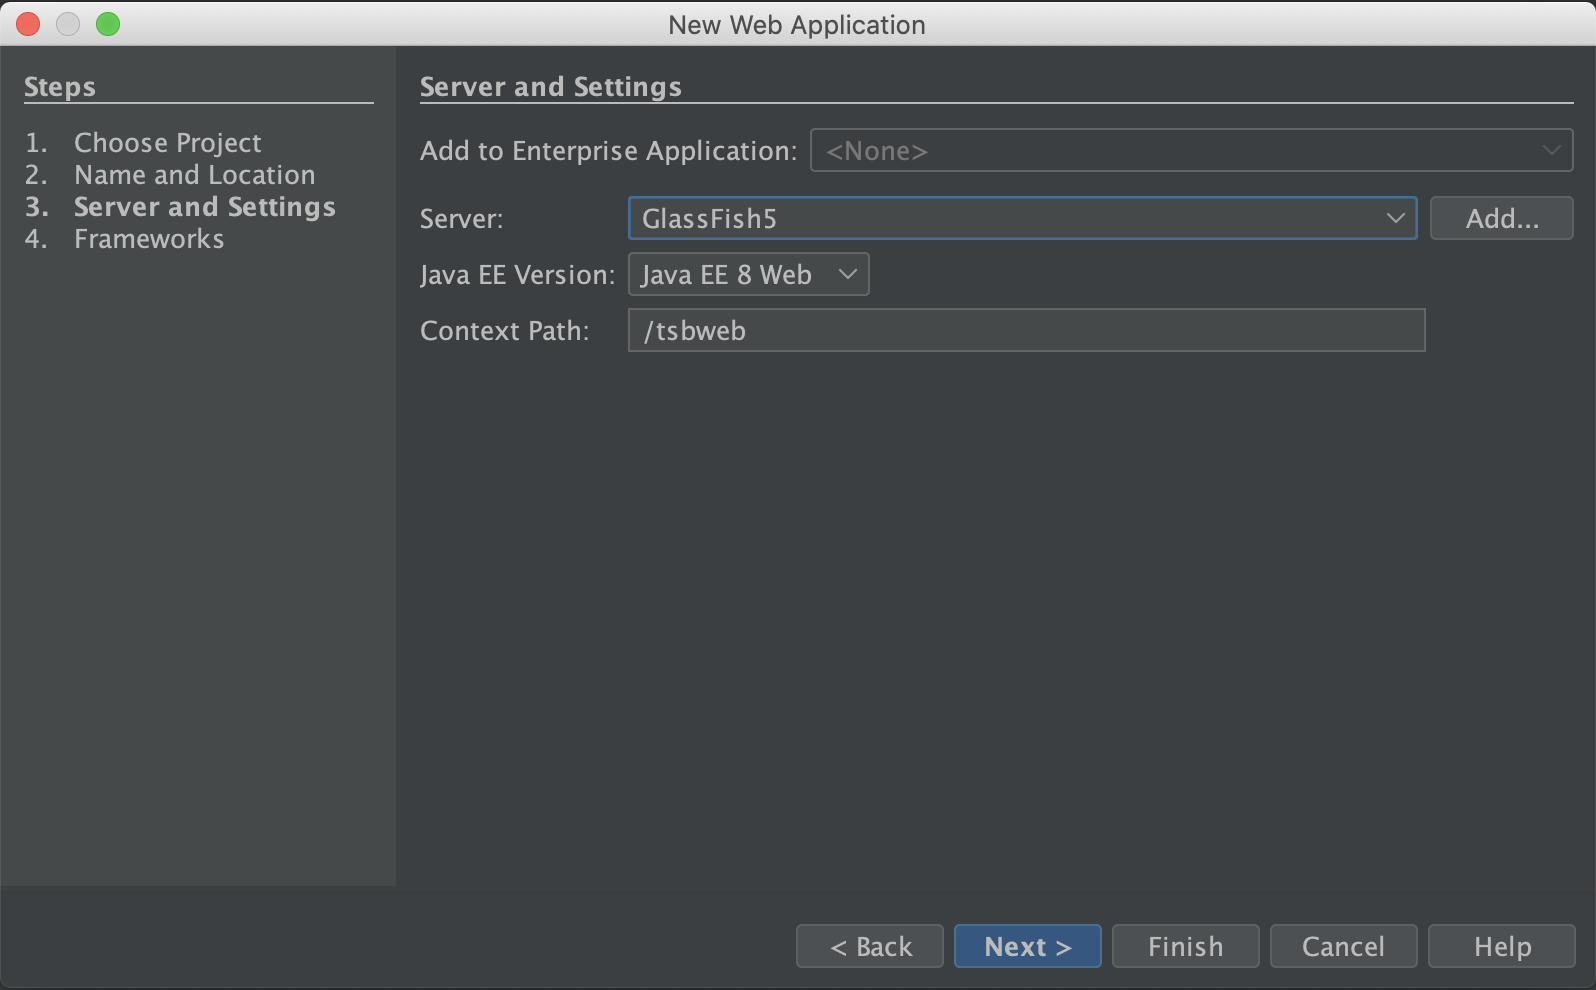 New Web Application
Steps
1. Choose Project
2. Name and Location
3. Server and Settings
4. Frameworks
Server and Settings
Add to Enterprise Application: <None>
Server: GlassFish5 Add...
Java EE Version: Java EE 8 Web
Context Path: /tsbweb
< Back Next > Finish Cancel Help